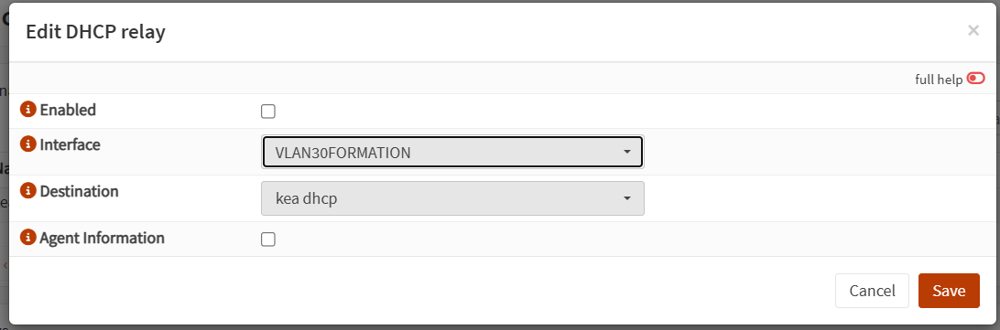 Edit DHCP relay
×
full help
Enabled
Interface
VLAN30FORMATION
Destination
kea dhcp
Agent Information
Cancel
Save